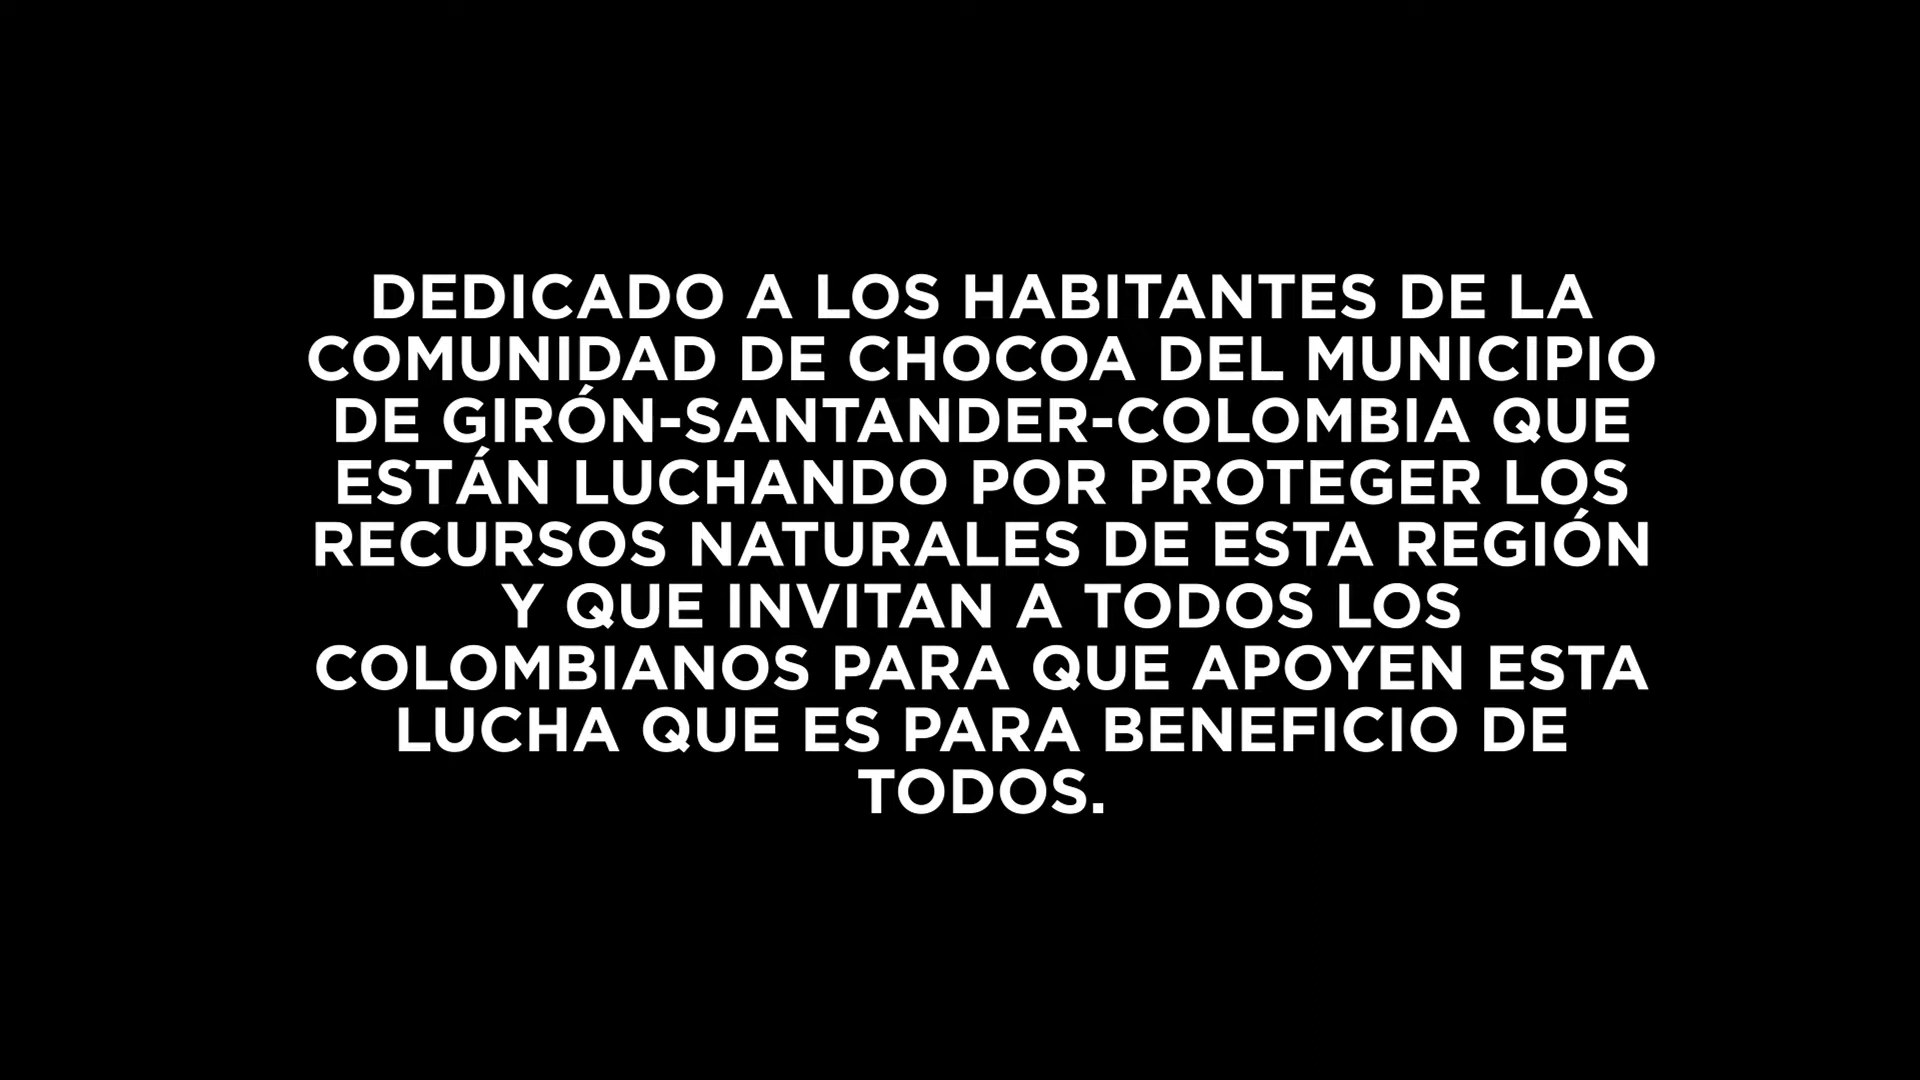 DEDICADO A LOS HABITANTES DE LA
COMUNIDAD DE CHOCOA DEL MUNICIPIO
DE GIRÓN-SANTANDER-COLOMBIA QUE
ESTÁN LUCHANDO POR PROTEGER LOS
RECURSOS NATURALES DE ESTA REGIÓN
Y QUE INVITAN A TODOS LOS
COLOMBIANOS PARA QUE APOYEN ESTA
LUCHA QUE ES PARA BENEFICIO DE
TODOS.